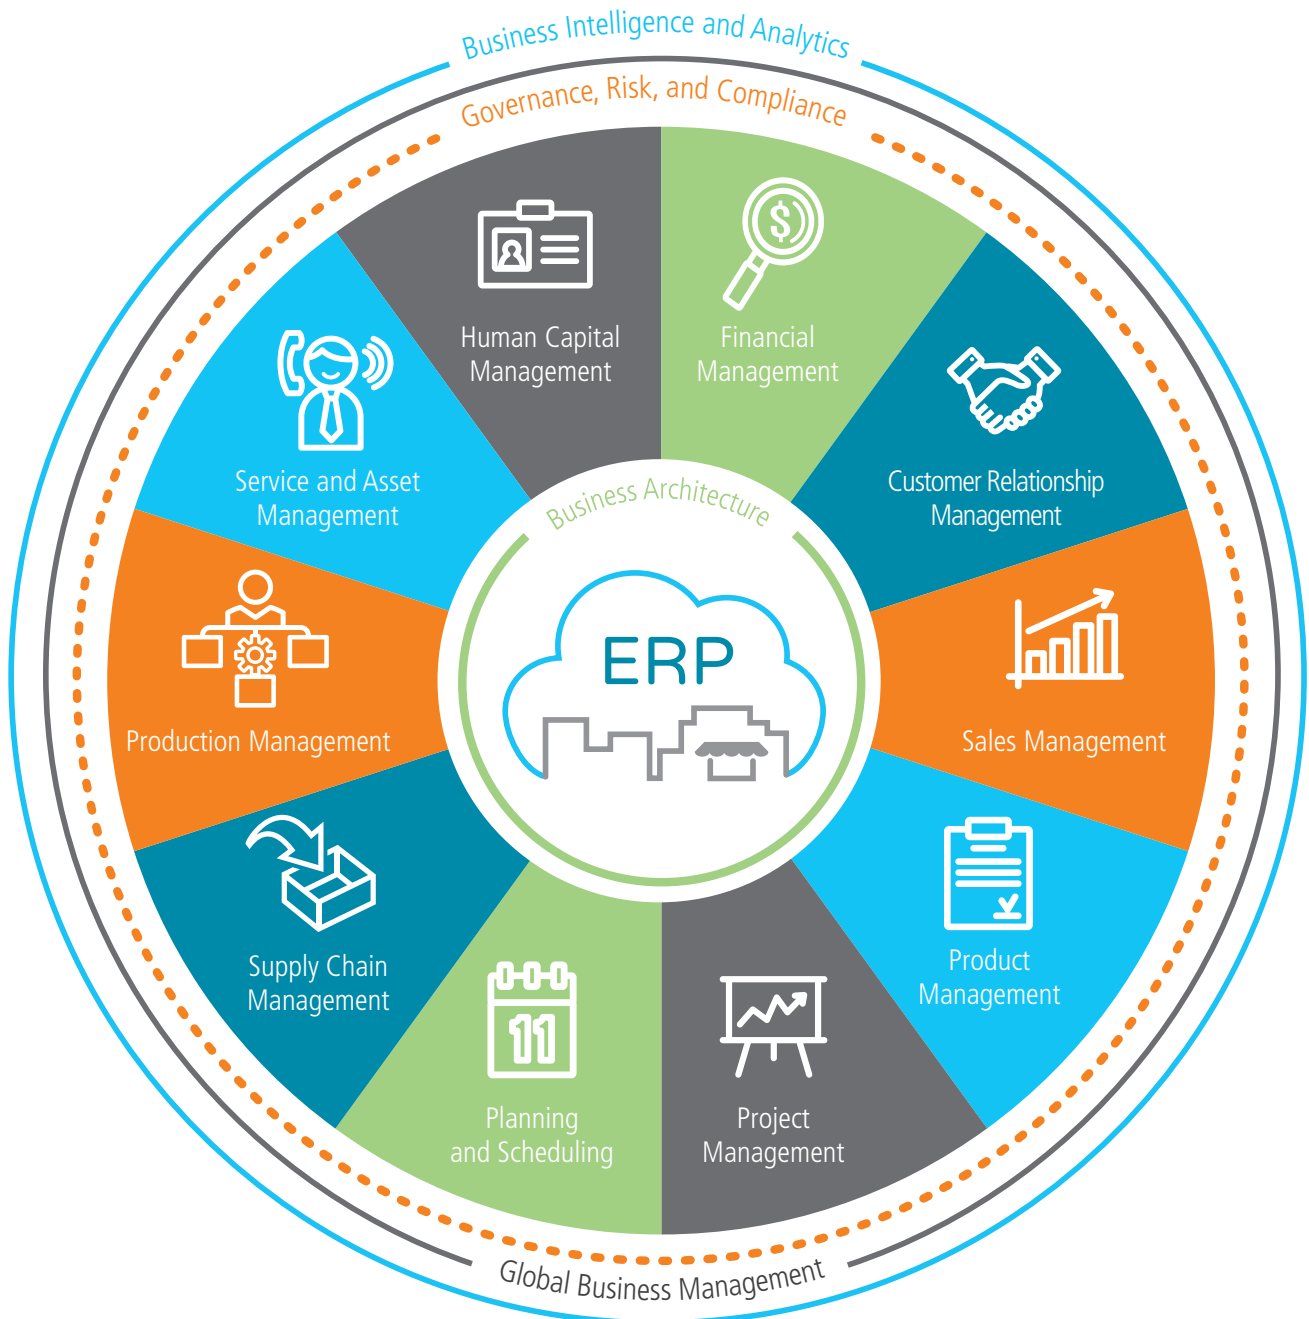 Business Intelligence and Analytics
Governance, Risk, and Compliance
Human Capital
Management
Financial
Management
Customer Relationship
Management
Sales Management
Product
Management
Project
Management
11
Planning
and Scheduling
Supply Chain
Management
Production Management
Service and Asset
Management
Business Architecture
ERP
$
Global Business Management